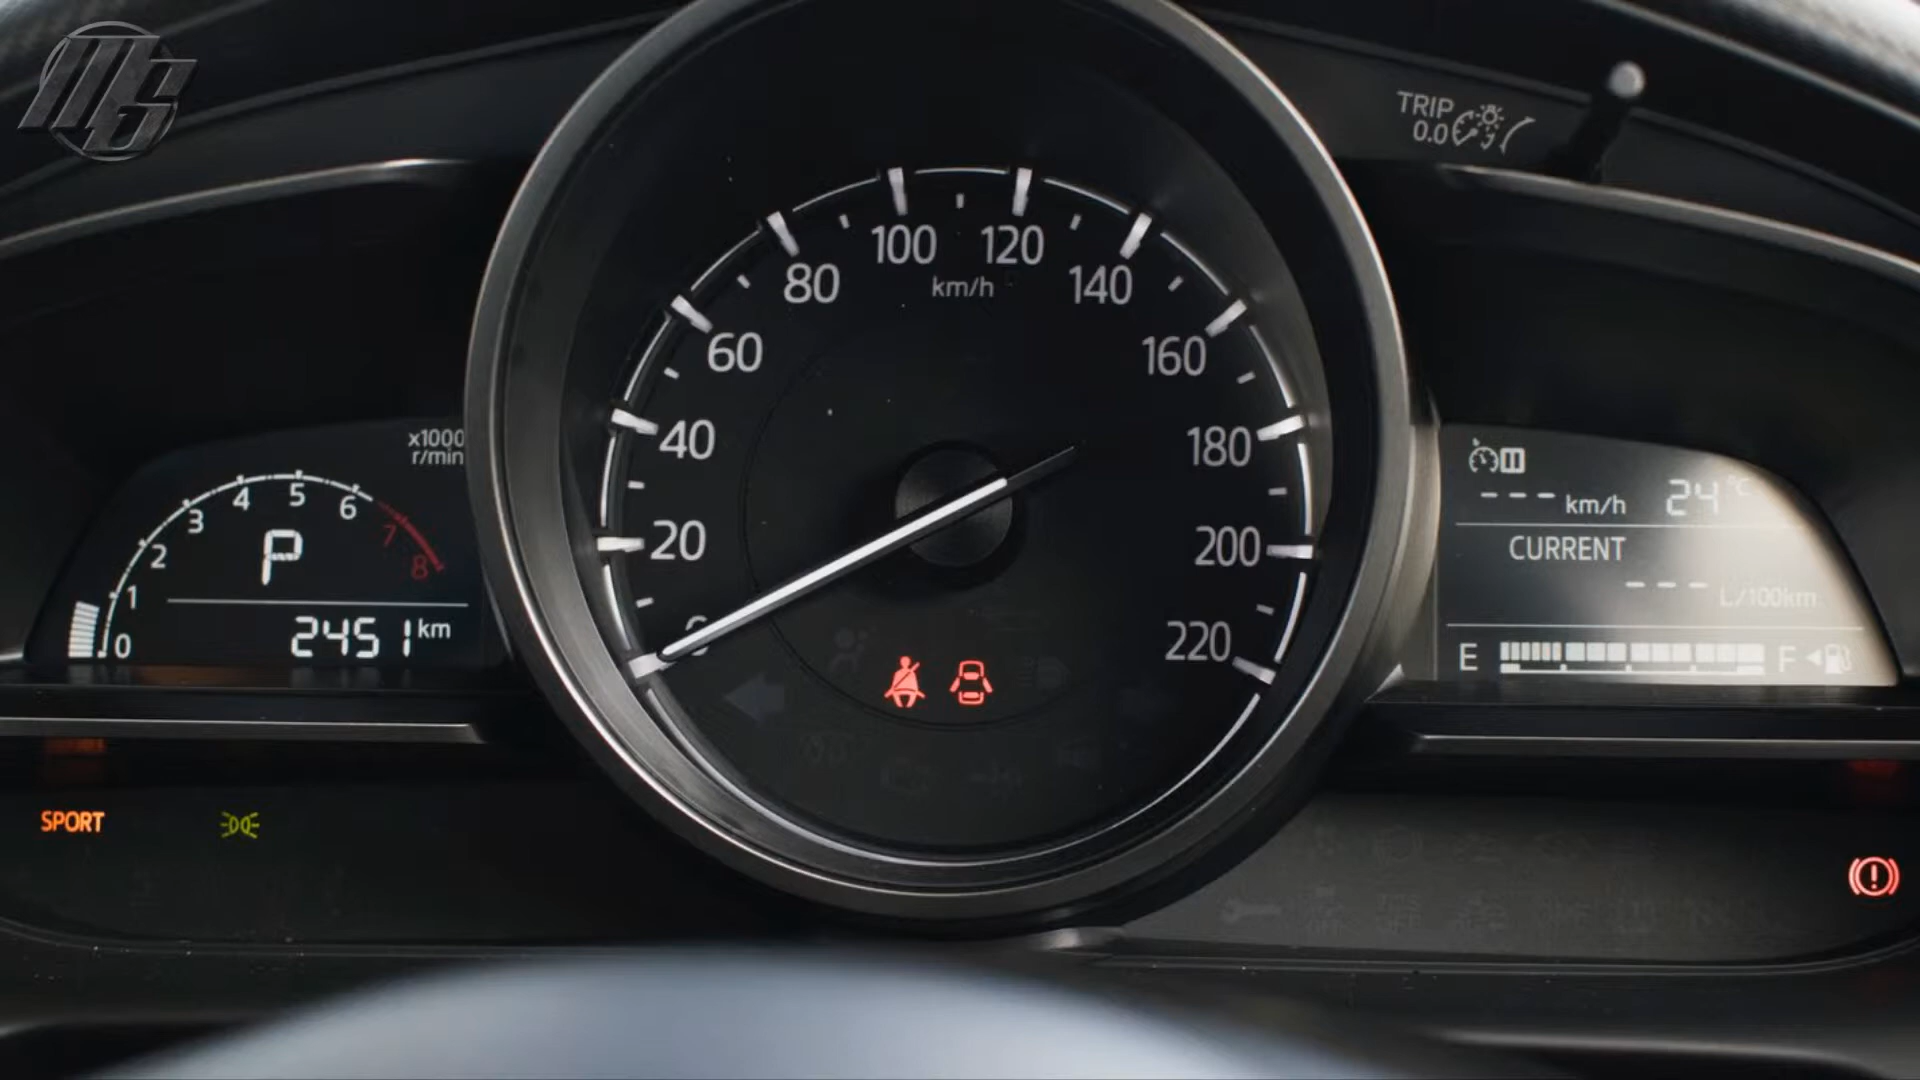 MGS
TRIP
0.0
x1000
r/min
0
1
2
3
4
5
6
7
8
P
2451 km
20
40
60
80
100
120
140
160
180
200
220
km/h
--- km/h 24 °C
CURRENT
--- L/100km
E F
SPORT